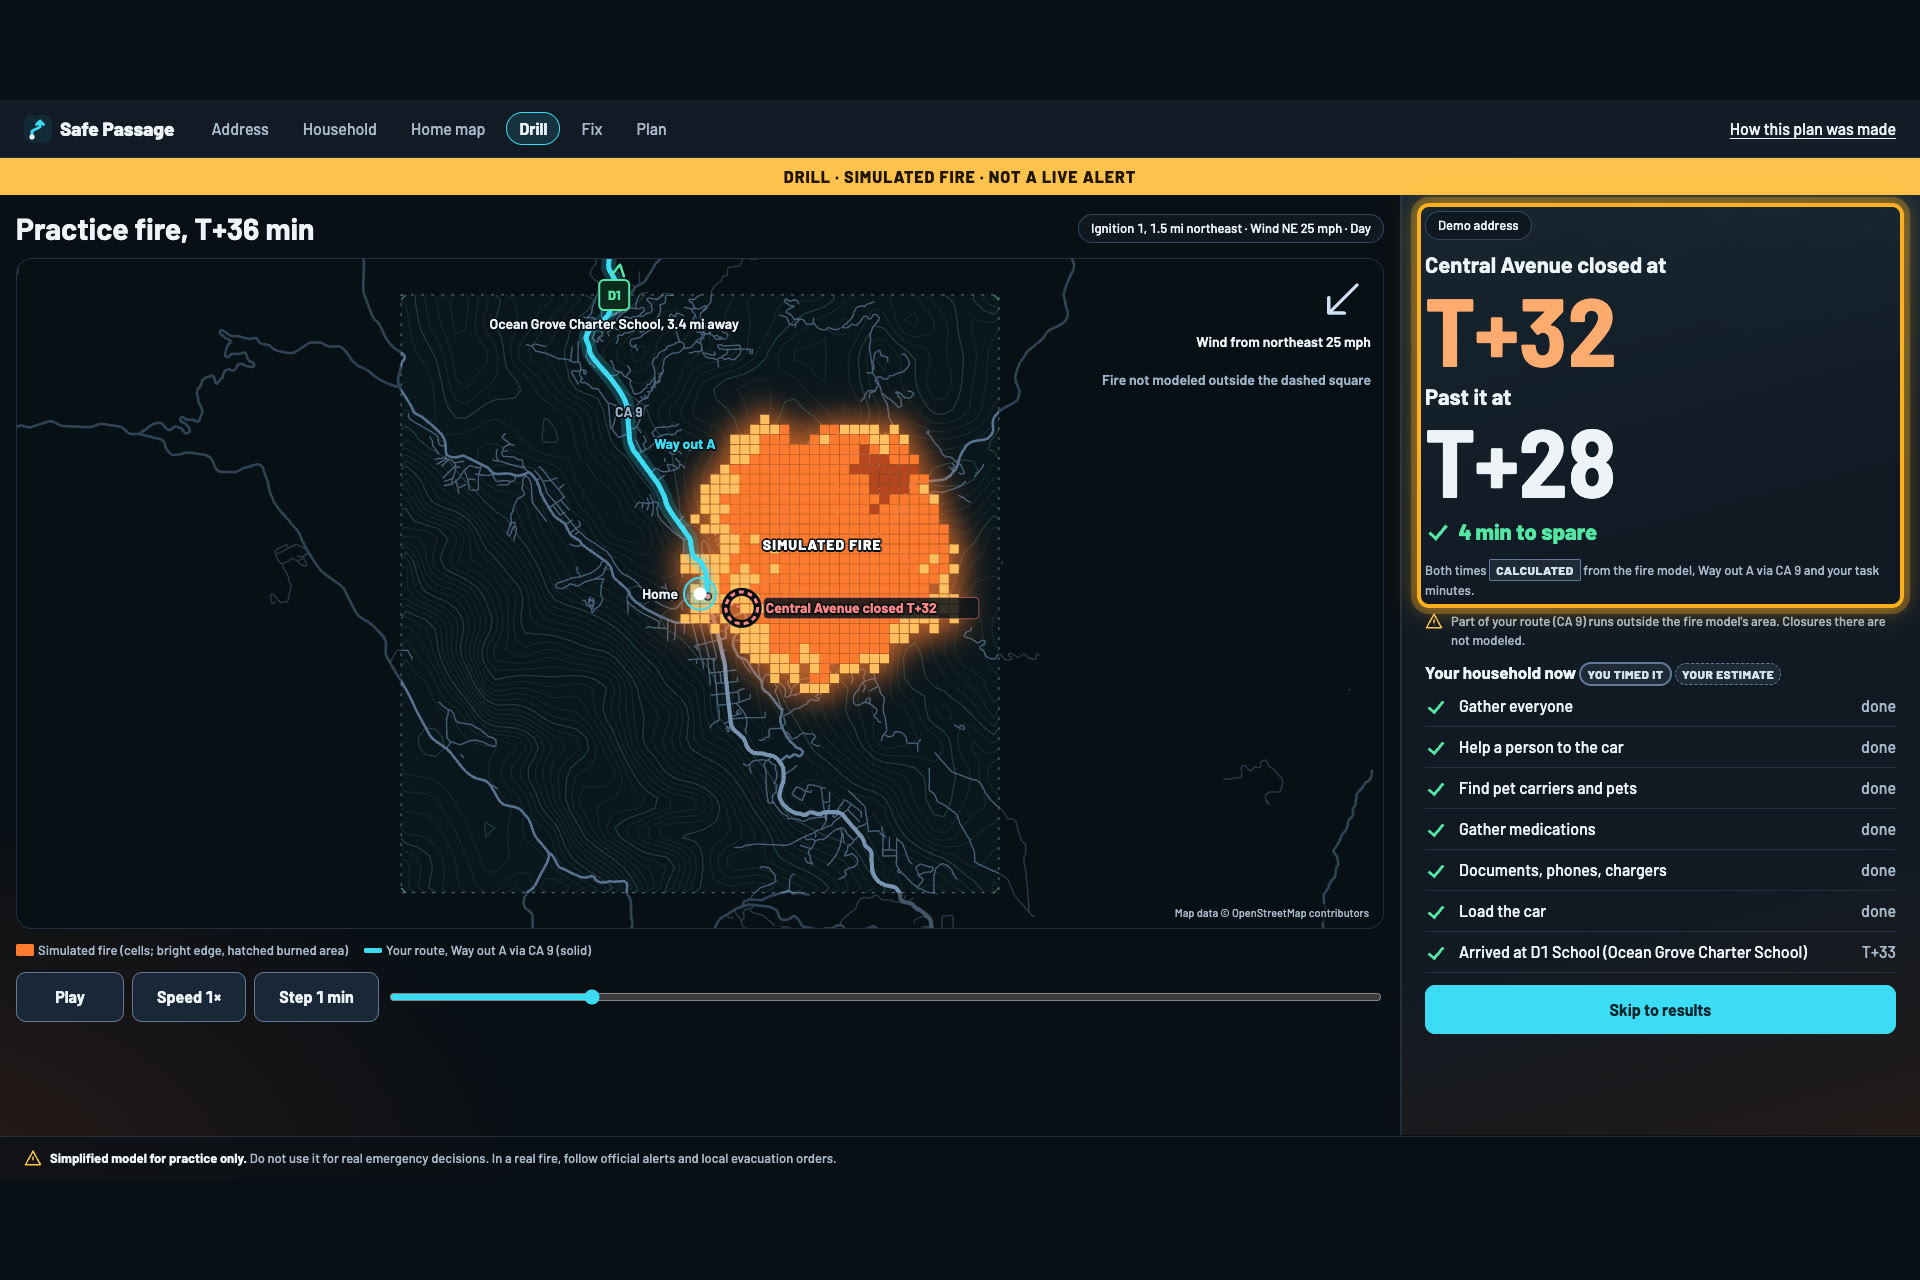 Safe Passage
Address
Household
Home map
Drill
Fix
Plan
How this plan was made
DRILL · SIMULATED FIRE · NOT A LIVE ALERT
Practice fire, T+36 min
Ignition 1, 1.5 mi northeast · Wind NE 25 mph · Day
D1
Ocean Grove Charter School, 3.4 mi away
Wind from northeast 25 mph
Fire not modeled outside the dashed square
CA 9
Way out A
SIMULATED FIRE
Home
Central Avenue closed T+32
Map data © OpenStreetMap contributors
Simulated fire (cells; bright edge, hatched burned area)
Your route, Way out A via CA 9 (solid)
Play
Speed 1×
Step 1 min
Demo address
Central Avenue closed at
T+32
Past it at
T+28
4 min to spare
Both times CALCULATED from the fire model, Way out A via CA 9 and your task
minutes.
Part of your route (CA 9) runs outside the fire model's area. Closures there are
not modeled.
Your household now YOU TIMED IT YOUR ESTIMATE
Gather everyone done
Help a person to the car done
Find pet carriers and pets done
Gather medications done
Documents, phones, chargers done
Load the car done
Arrived at D1 School (Ocean Grove Charter School) T+33
Skip to results
Simplified model for practice only. Do not use it for real emergency decisions. In a real fire, follow official alerts and local evacuation orders.